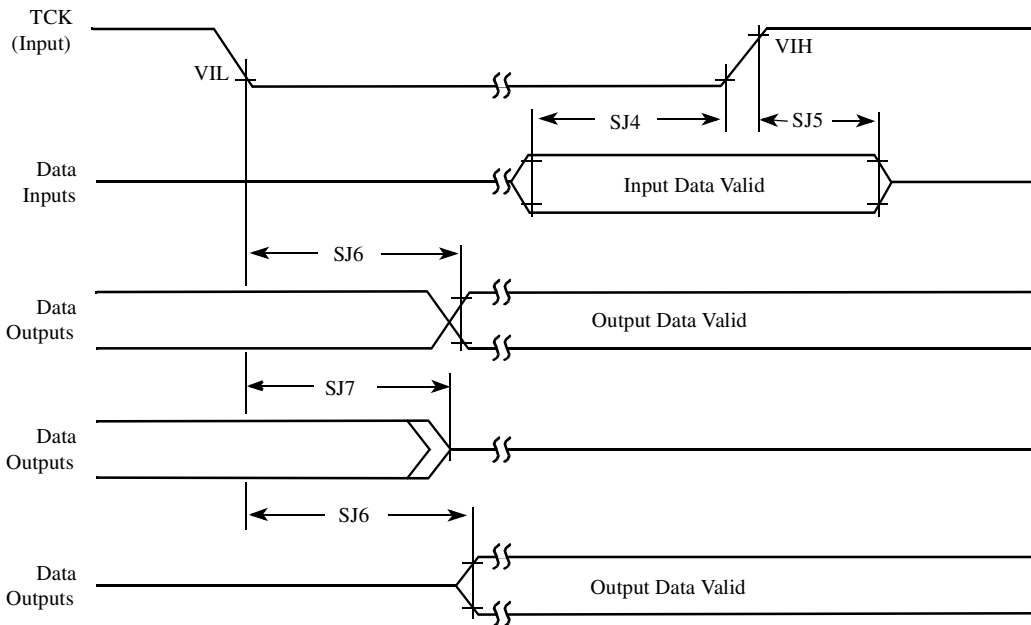 TCK
(Input)
VIL
VIH
SJ4
SJ5
Data
Inputs
Input Data Valid
SJ6
Data
Outputs
Output Data Valid
SJ7
Data
Outputs
SJ6
Data
Outputs
Output Data Valid